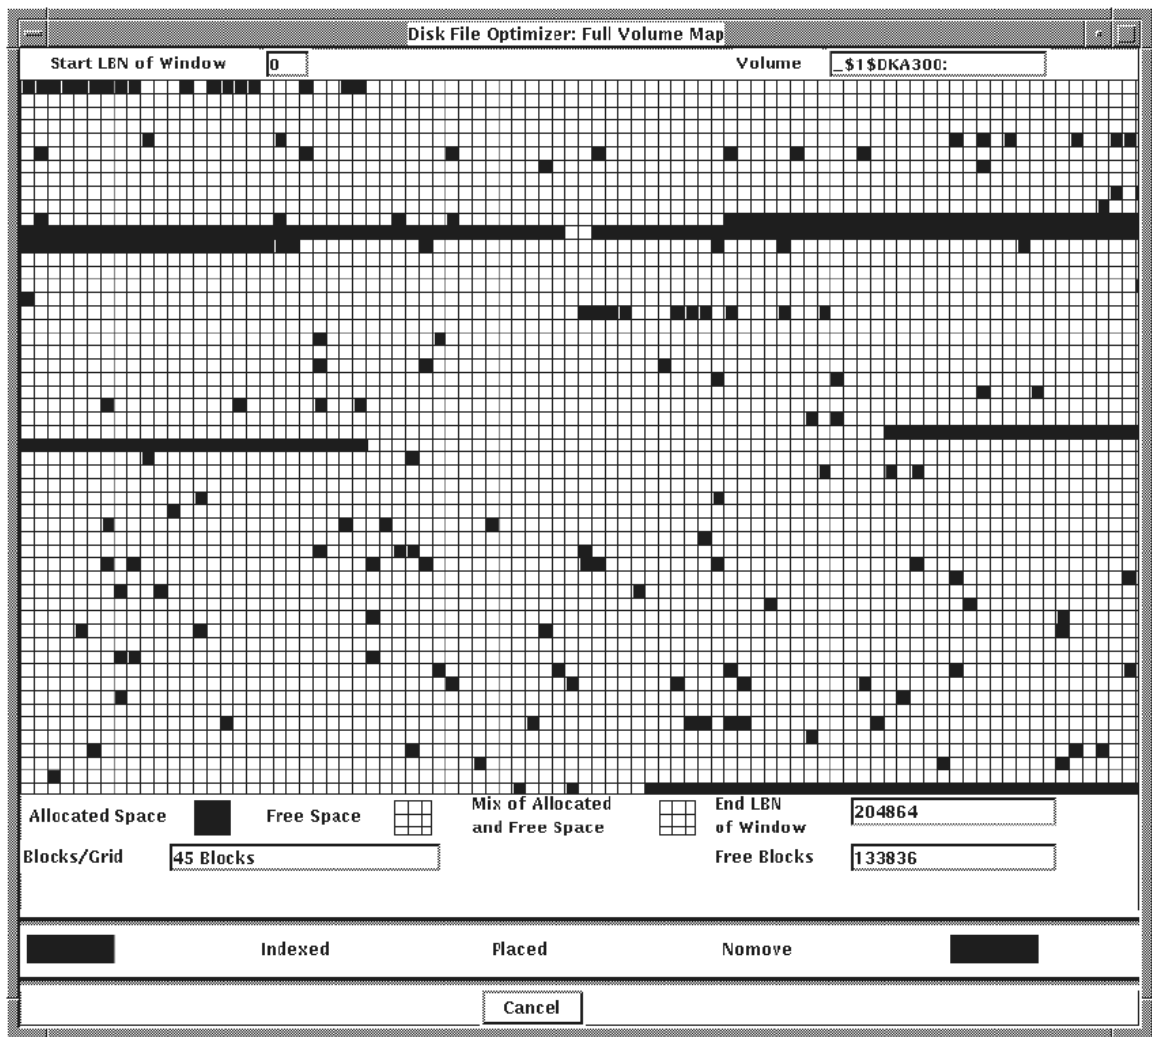 Disk File Optimizer: Full Volume Map
Start LBN of Window 0 Volume _$1$DKA300:
Allocated Space Free Space Mix of Allocated and Free Space End LBN of Window 204864
Blocks/Grid 45 Blocks Free Blocks 133836
Indexed Placed Nomove
Cancel